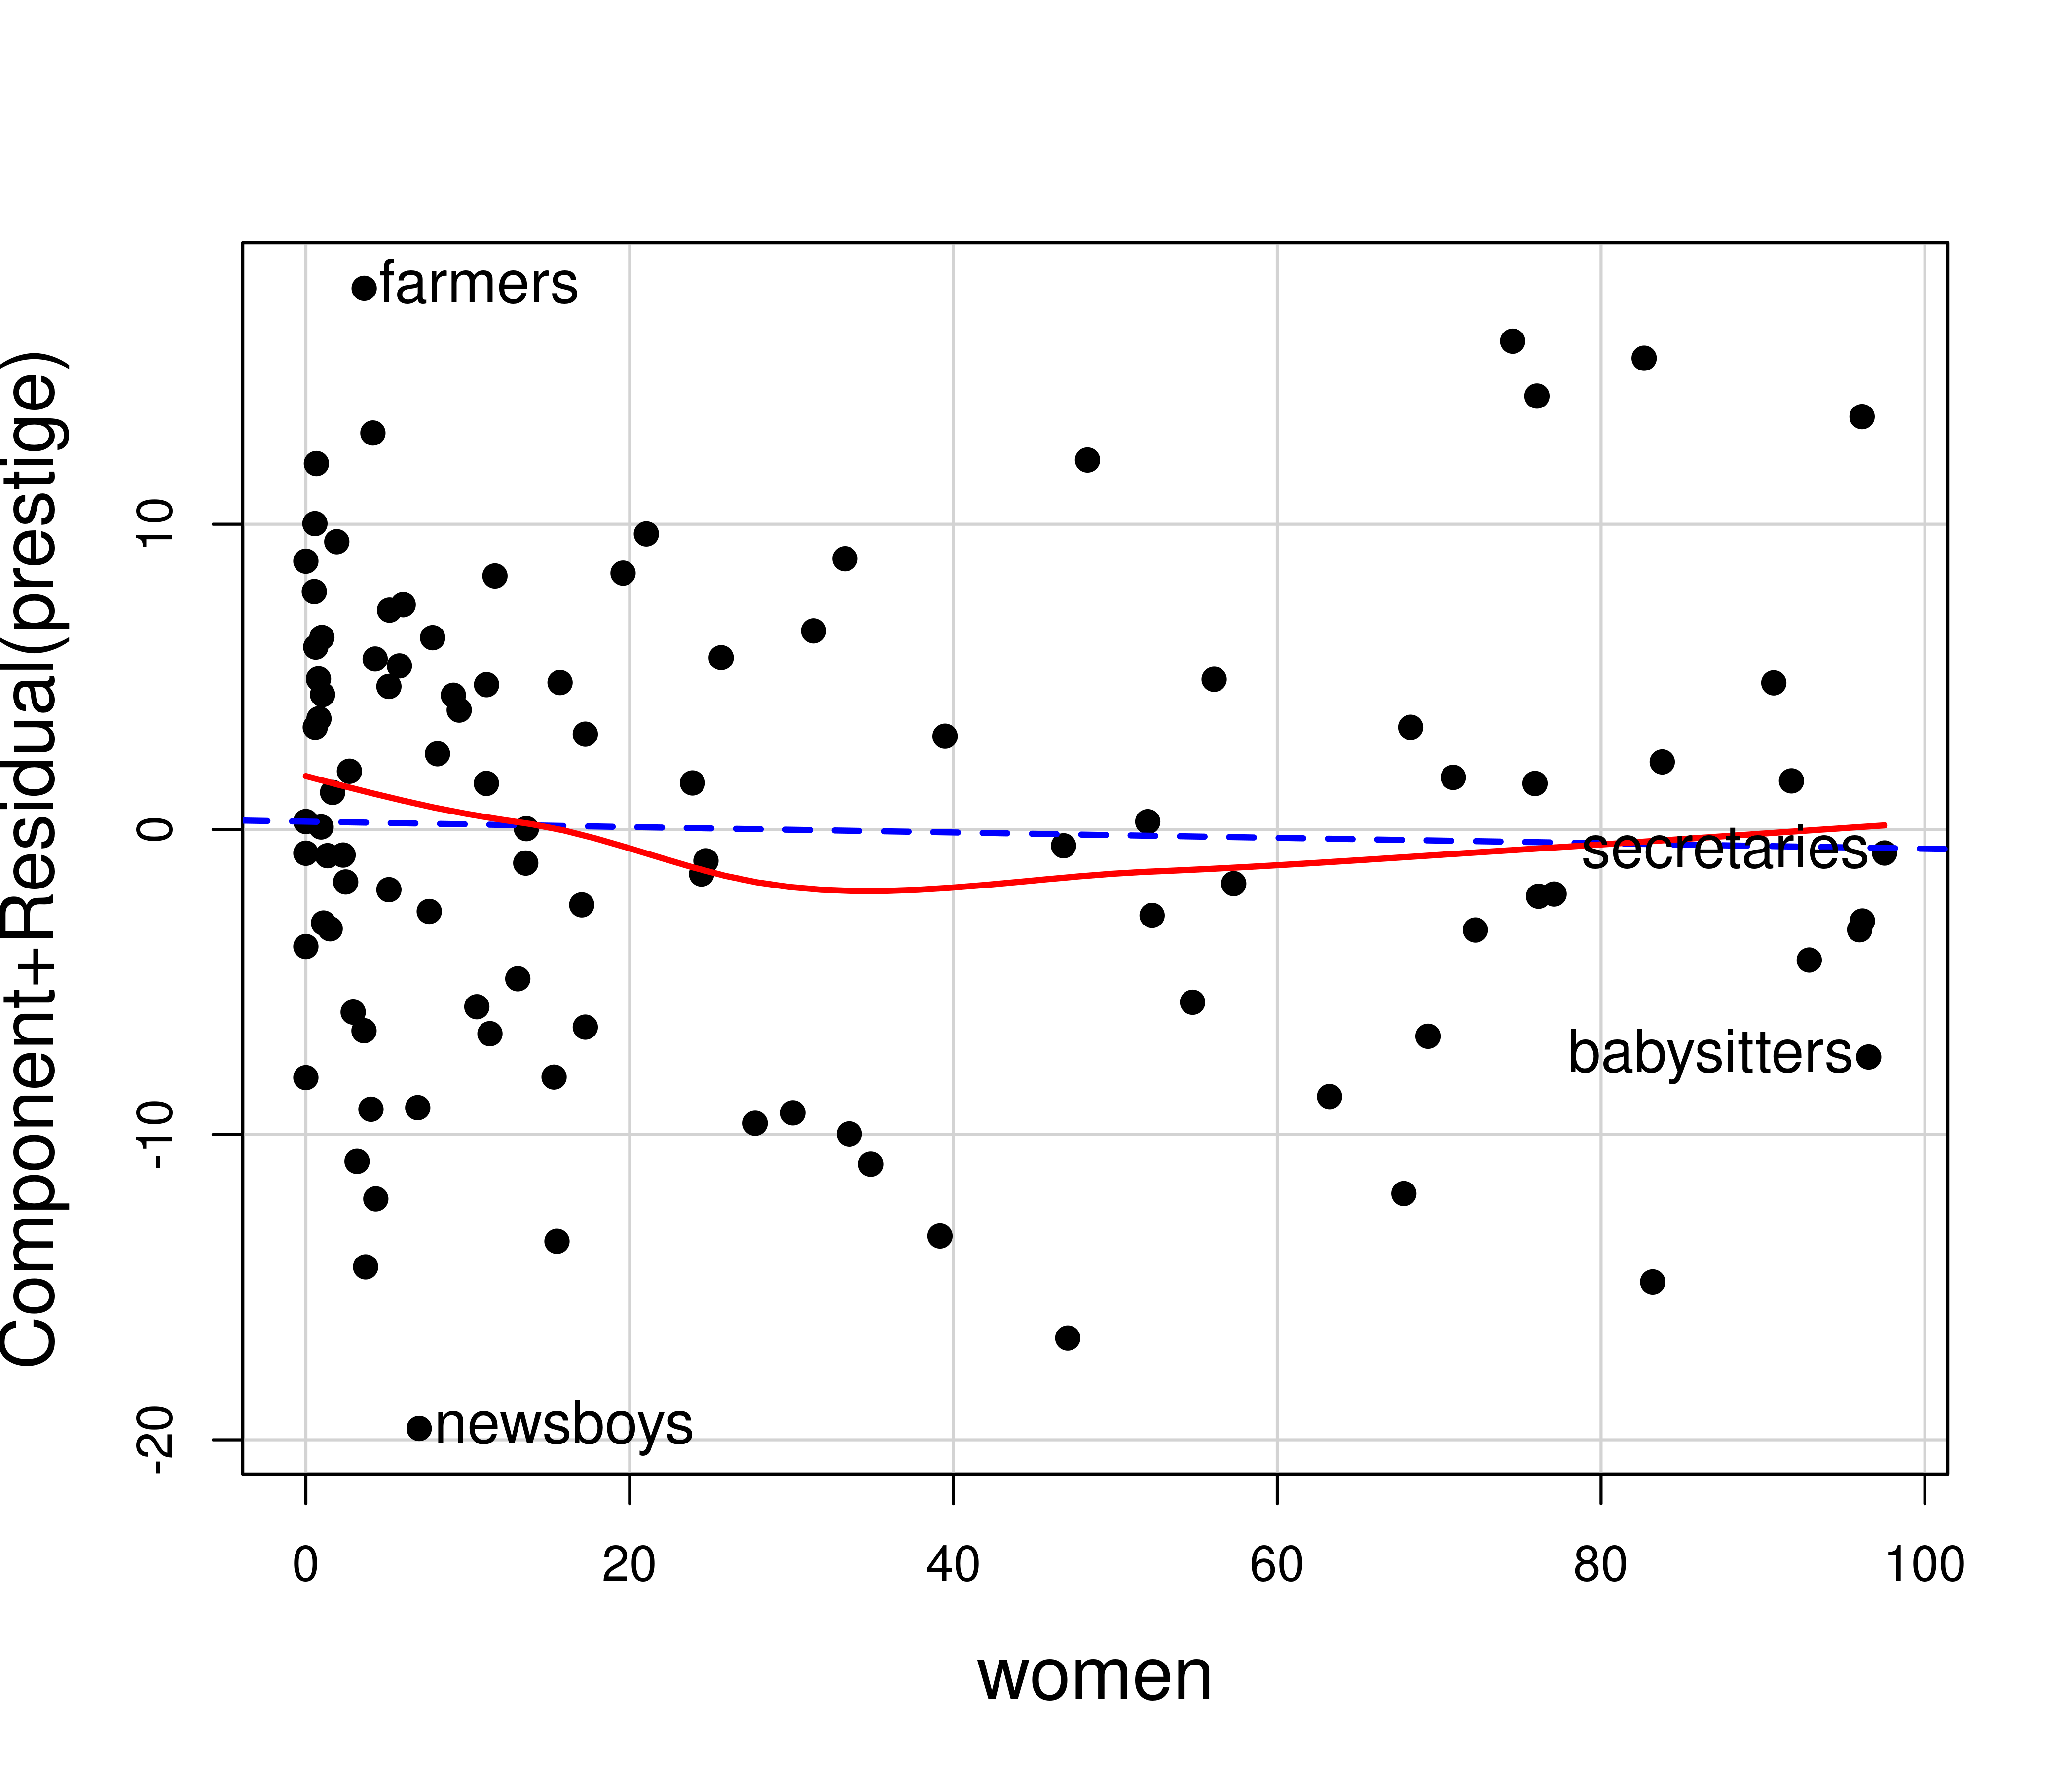 farmers
Component+Residual(prestige)
10
0
-10
-20
secretaries
babysitters
newsboys
0 20 40 60 80 100
women